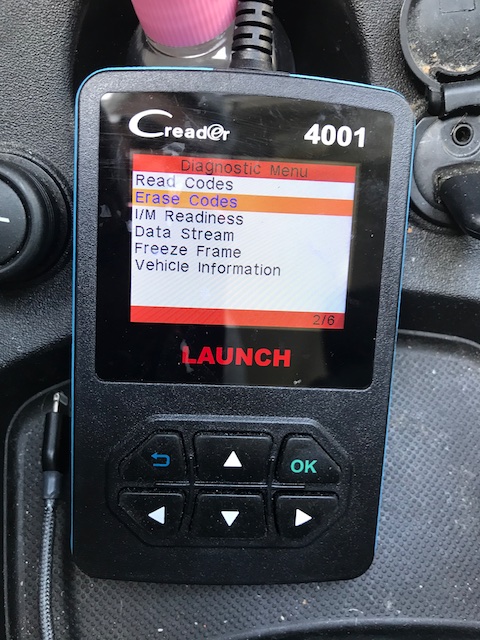 Creader 4001
Diagnostic Menu
Read Codes
Erase Codes
I/M Readiness
Data Stream
Freeze Frame
Vehicle Information
2/6
LAUNCH
OK